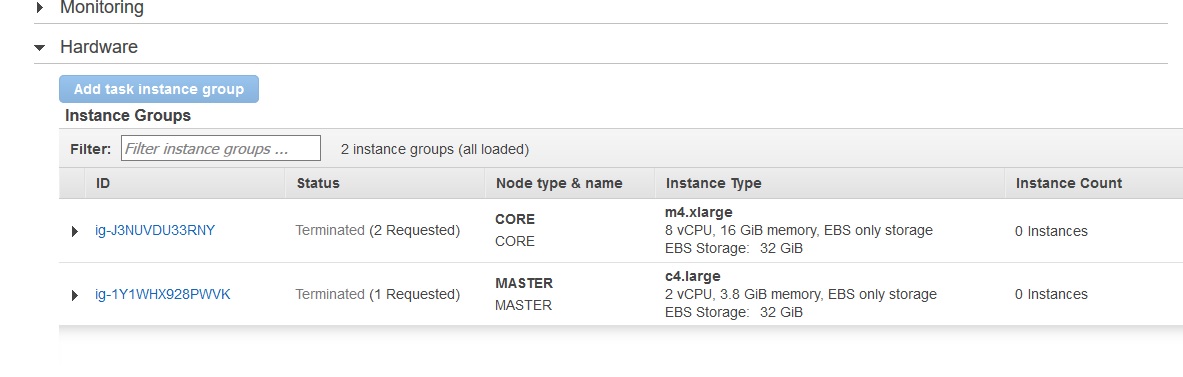 Monitoring
Hardware
Add task instance group
Instance Groups
Filter: Filter instance groups ... 2 instance groups (all loaded)
ID Status Node type & name Instance Type Instance Count
ig-J3NUVDU33RNY Terminated (2 Requested) CORE CORE m4.xlarge 8 vCPU, 16 GiB memory, EBS only storage EBS Storage: 32 GiB 0 Instances
ig-1Y1WHX928PWVK Terminated (1 Requested) MASTER MASTER c4.large 2 vCPU, 3.8 GiB memory, EBS only storage EBS Storage: 32 GiB 0 Instances